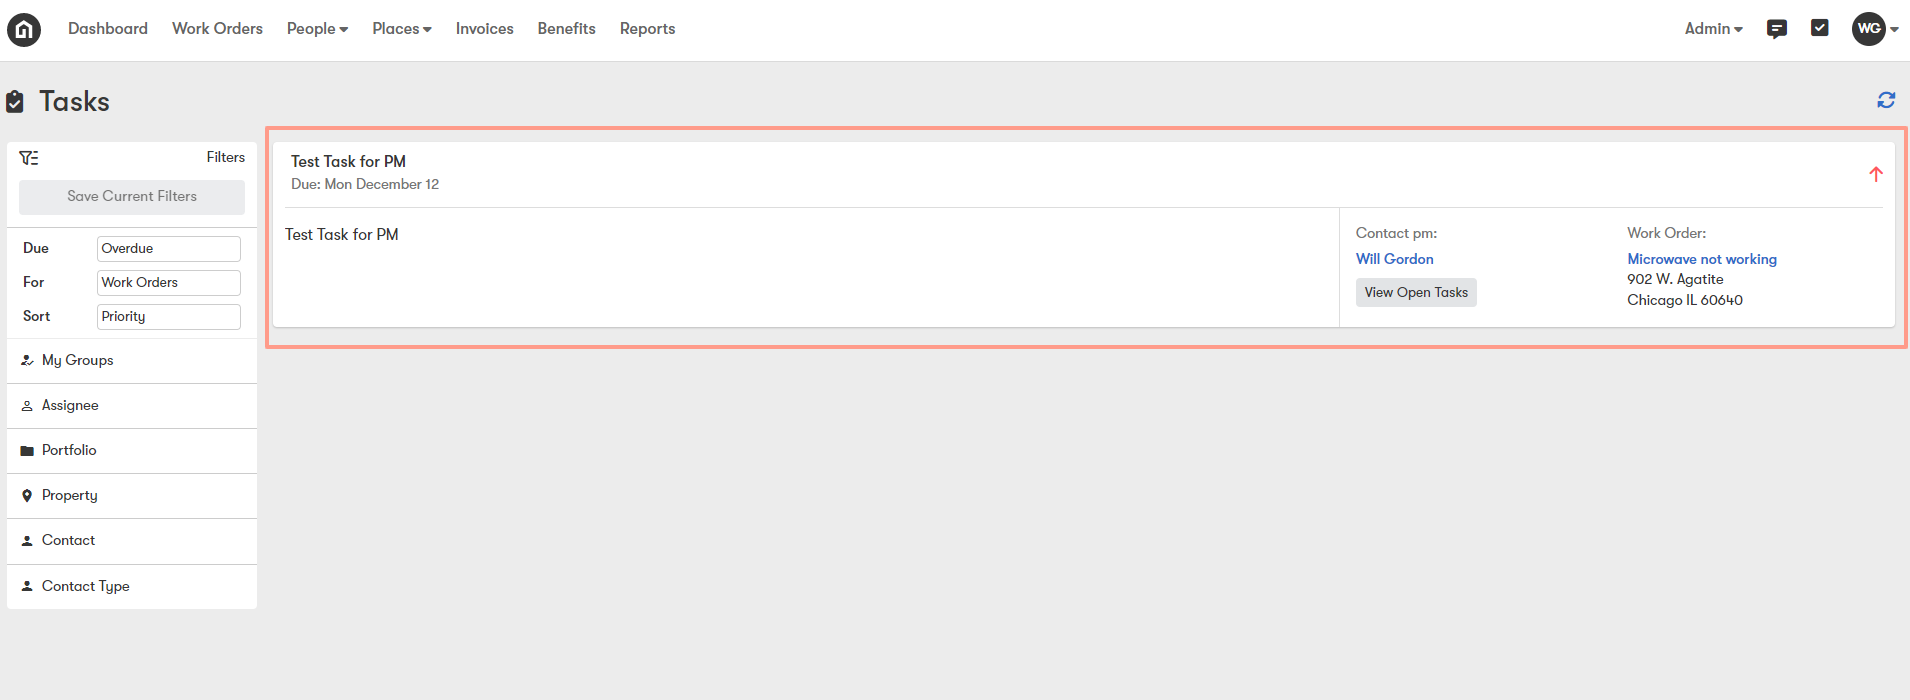 Dashboard Work Orders People Places Invoices Benefits Reports Admin WG
Tasks
Filters
Save Current Filters
Due Overdue
For Work Orders
Sort Priority
My Groups
Assignee
Portfolio
Property
Contact
Contact Type
Test Task for PM
Due: Mon December 12
Test Task for PM
Contact pm:
Will Gordon
View Open Tasks
Work Order:
Microwave not working
902 W. Agatite
Chicago IL 60640